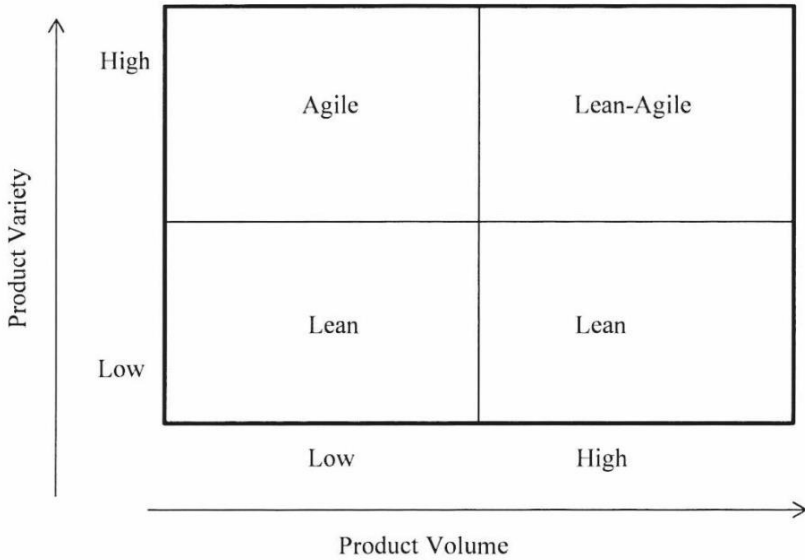 High
Agile
Lean-Agile
Product Variety
Lean
Lean
Low
Low
High
Product Volume